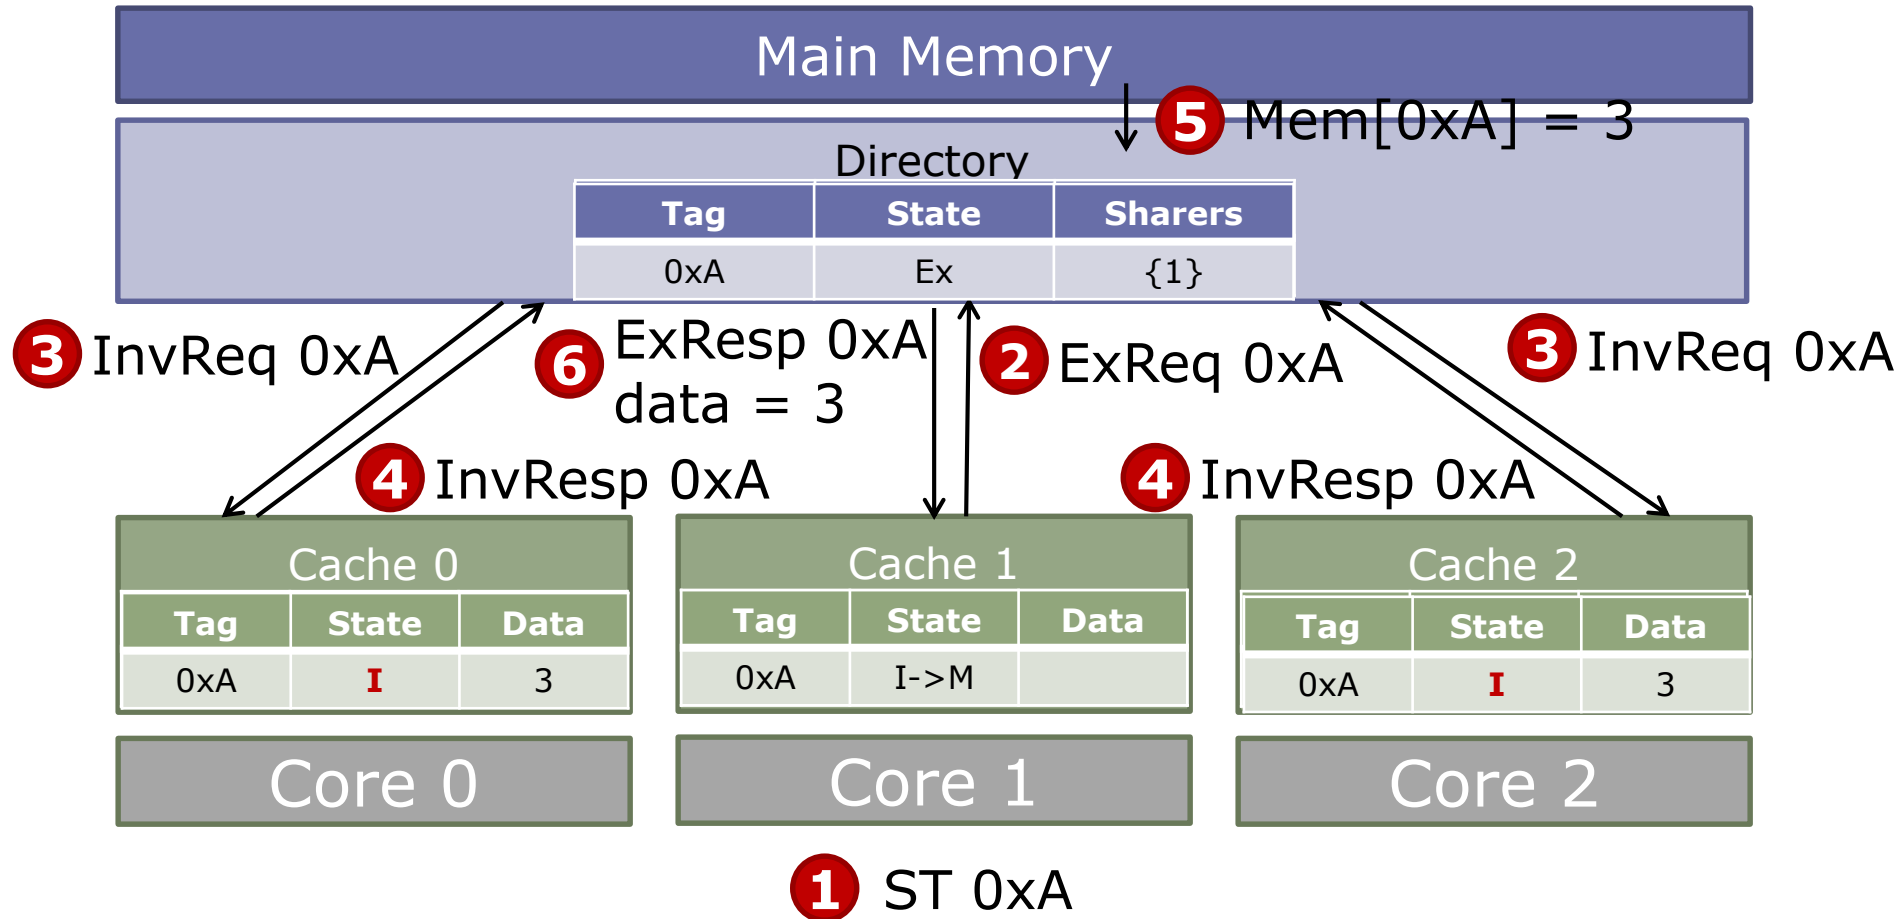 Main Memory
5 Mem[0xA] = 3
Directory
Tag State Sharers
0xA Ex {1}
3 InvReq 0xA
6 ExResp 0xA
data = 3
2 ExReq 0xA
3 InvReq 0xA
4 InvResp 0xA
4 InvResp 0xA
Cache 0
Tag State Data
0xA I 3
Cache 1
Tag State Data
0xA I->M
Cache 2
Tag State Data
0xA I 3
Core 0
Core 1
Core 2
1 ST 0xA